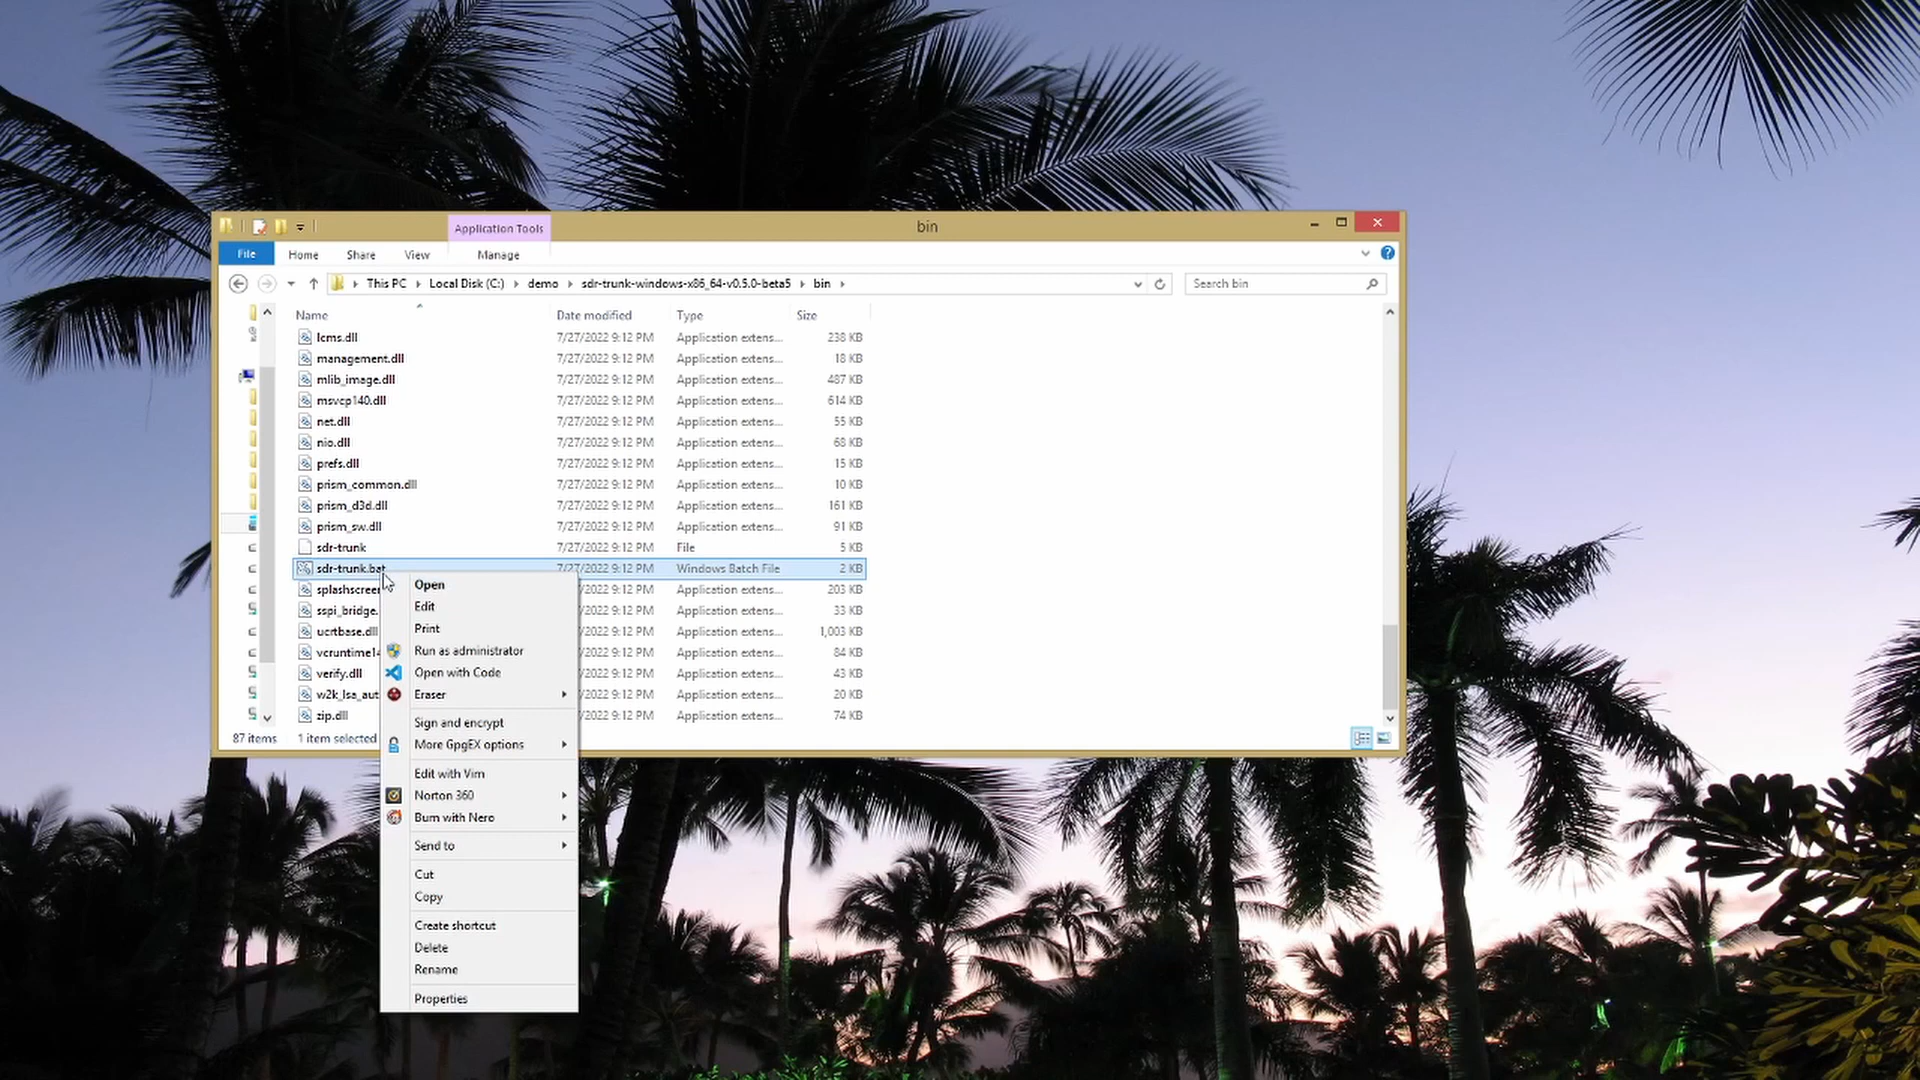 Application Tools
bin
File
Home
Share
View
Manage
This PC
Local Disk (C:)
demo
sdr-trunk-windows-x86_64-v0.5.0-beta5
bin
Search bin
Name
Date modified
Type
Size
lcms.dll 7/27/2022 9:12 PM Application extens... 238 KB
management.dll 7/27/2022 9:12 PM Application extens... 18 KB
mlib_image.dll 7/27/2022 9:12 PM Application extens... 487 KB
msvcp140.dll 7/27/2022 9:12 PM Application extens... 614 KB
net.dll 7/27/2022 9:12 PM Application extens... 55 KB
nio.dll 7/27/2022 9:12 PM Application extens... 68 KB
prefs.dll 7/27/2022 9:12 PM Application extens... 15 KB
prism_common.dll 7/27/2022 9:12 PM Application extens... 10 KB
prism_d3d.dll 7/27/2022 9:12 PM Application extens... 161 KB
prism_sw.dll 7/27/2022 9:12 PM Application extens... 91 KB
sdr-trunk 7/27/2022 9:12 PM File 5 KB
sdr-trunk.bat 7/27/2022 9:12 PM Windows Batch File 2 KB
splashscreen /27/2022 9:12 PM Application extens... 203 KB
sspi_bridge. /27/2022 9:12 PM Application extens... 33 KB
ucrtbase.dll /27/2022 9:12 PM Application extens... 1,003 KB
vcruntime14 /27/2022 9:12 PM Application extens... 84 KB
verify.dll /27/2022 9:12 PM Application extens... 43 KB
w2k_lsa_aut /27/2022 9:12 PM Application extens... 20 KB
zip.dll /27/2022 9:12 PM Application extens... 74 KB
87 items 1 item selected
Open
Edit
Print
Run as administrator
Open with Code
Eraser
Sign and encrypt
More GpgEX options
Edit with Vim
Norton 360
Burn with Nero
Send to
Cut
Copy
Create shortcut
Delete
Rename
Properties